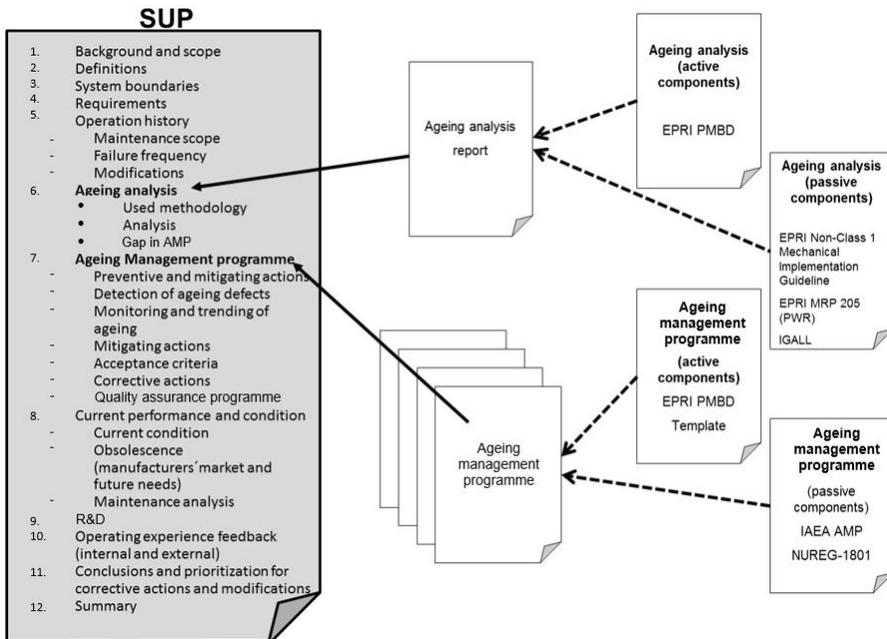 SUP
1. Background and scope
2. Definitions
3. System boundaries
4. Requirements
5. Operation history
- Maintenance scope
- Failure frequency
- Modifications
6. Ageing analysis
• Used methodology
• Analysis
• Gap in AMP
7. Ageing Management programme
- Preventive and mitigating actions
- Detection of ageing defects
- Monitoring and trending of
ageing
- Mitigating actions
- Acceptance criteria
- Corrective actions
- Quality assurance programme
8. Current performance and condition
- Current condition
- Obsolescence
(manufacturers´market and
future needs)
- Maintenance analysis
9. R&D
10. Operating experience feedback
(internal and external)
11. Conclusions and prioritization for
corrective actions and modifications
12. Summary
Ageing analysis
report
Ageing analysis
(active
components)
EPRI PMBD
Ageing analysis
(passive
components)
EPRI Non-Class 1
Mechanical
Implementation
Guideline
EPRI MRP 205
(PWR)
IGALL
Ageing
management
programme
Ageing
management
programme
(active
components)
EPRI PMBD
Template
Ageing
management
programme
(passive
components)
IAEA AMP
NUREG-1801